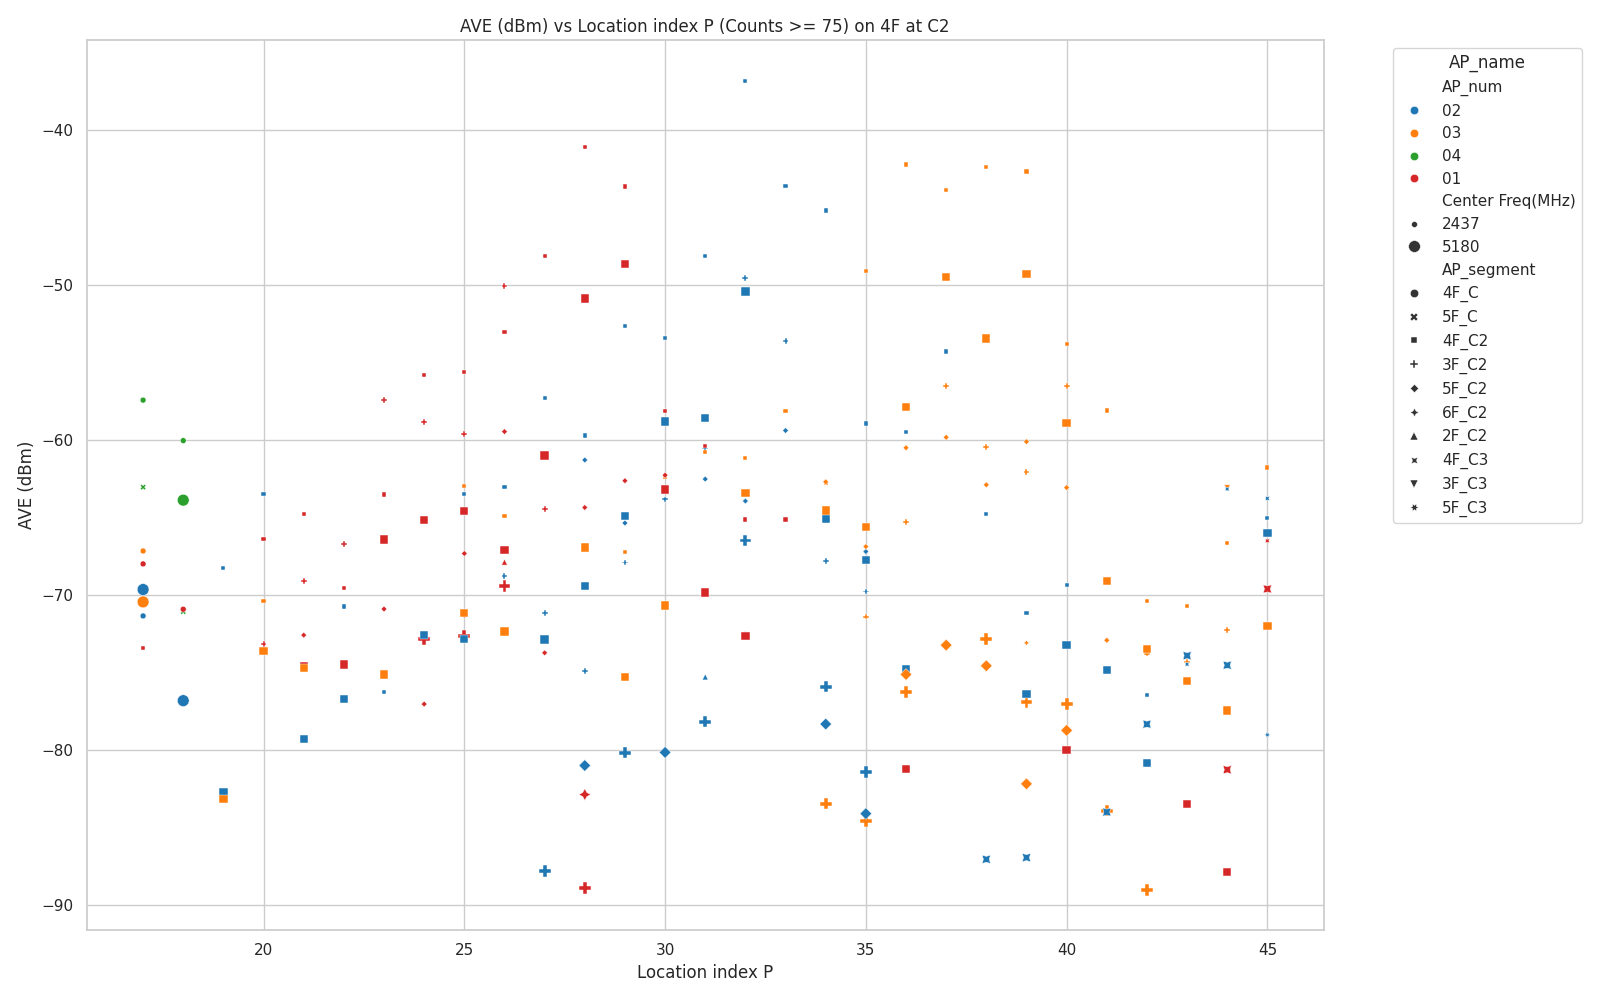 AVE (dBm) vs Location index P (Counts >= 75) on 4F at C2
AVE (dBm)
−40
−50
−60
−70
−80
−90
20
25
30
35
40
45
Location index P
AP_name
AP_num
02
03
04
01
Center Freq(MHz)
2437
5180
AP_segment
4F_C
5F_C
4F_C2
3F_C2
5F_C2
6F_C2
2F_C2
4F_C3
3F_C3
5F_C3